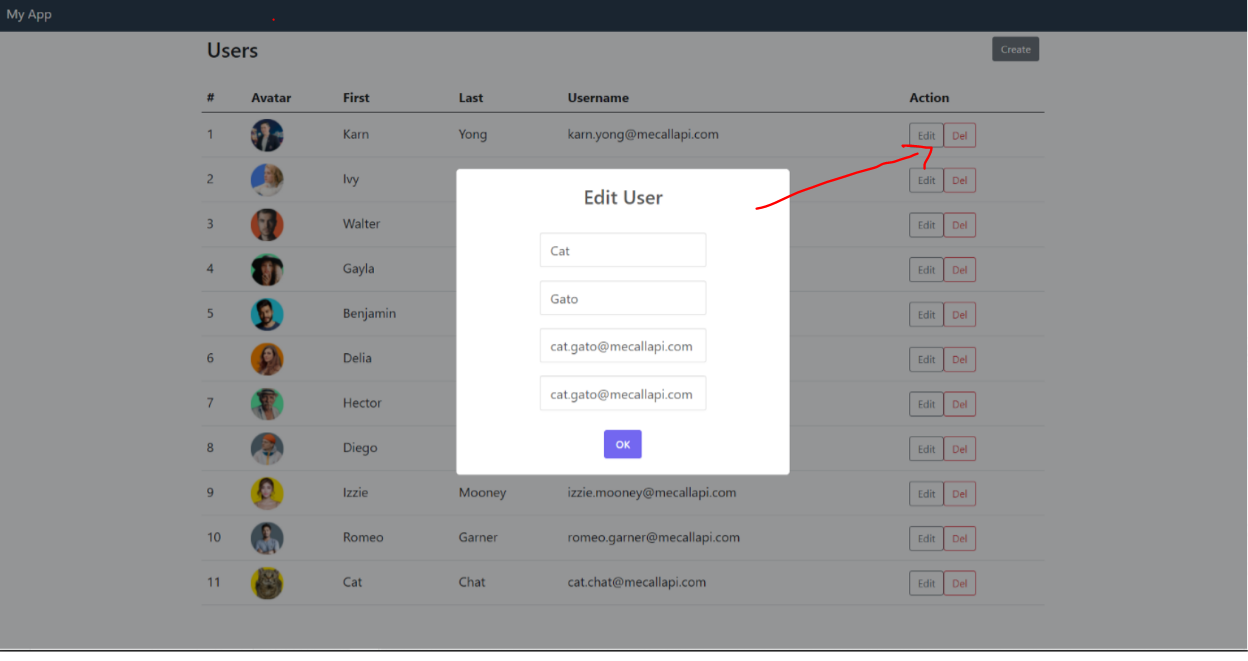 My App
Users
Create
# Avatar First Last Username Action
1 Karn Yong karn.yong@mecallapi.com Edit Del
2 Ivy Edit Del
3 Walter Edit Del
4 Gayla Edit Del
5 Benjamin Edit Del
6 Delia Edit Del
7 Hector Edit Del
8 Diego Edit Del
9 Izzie Mooney izzie.mooney@mecallapi.com Edit Del
10 Romeo Garner romeo.garner@mecallapi.com Edit Del
11 Cat Chat cat.chat@mecallapi.com Edit Del
Edit User
Cat
Gato
cat.gato@mecallapi.com
cat.gato@mecallapi.com
OK